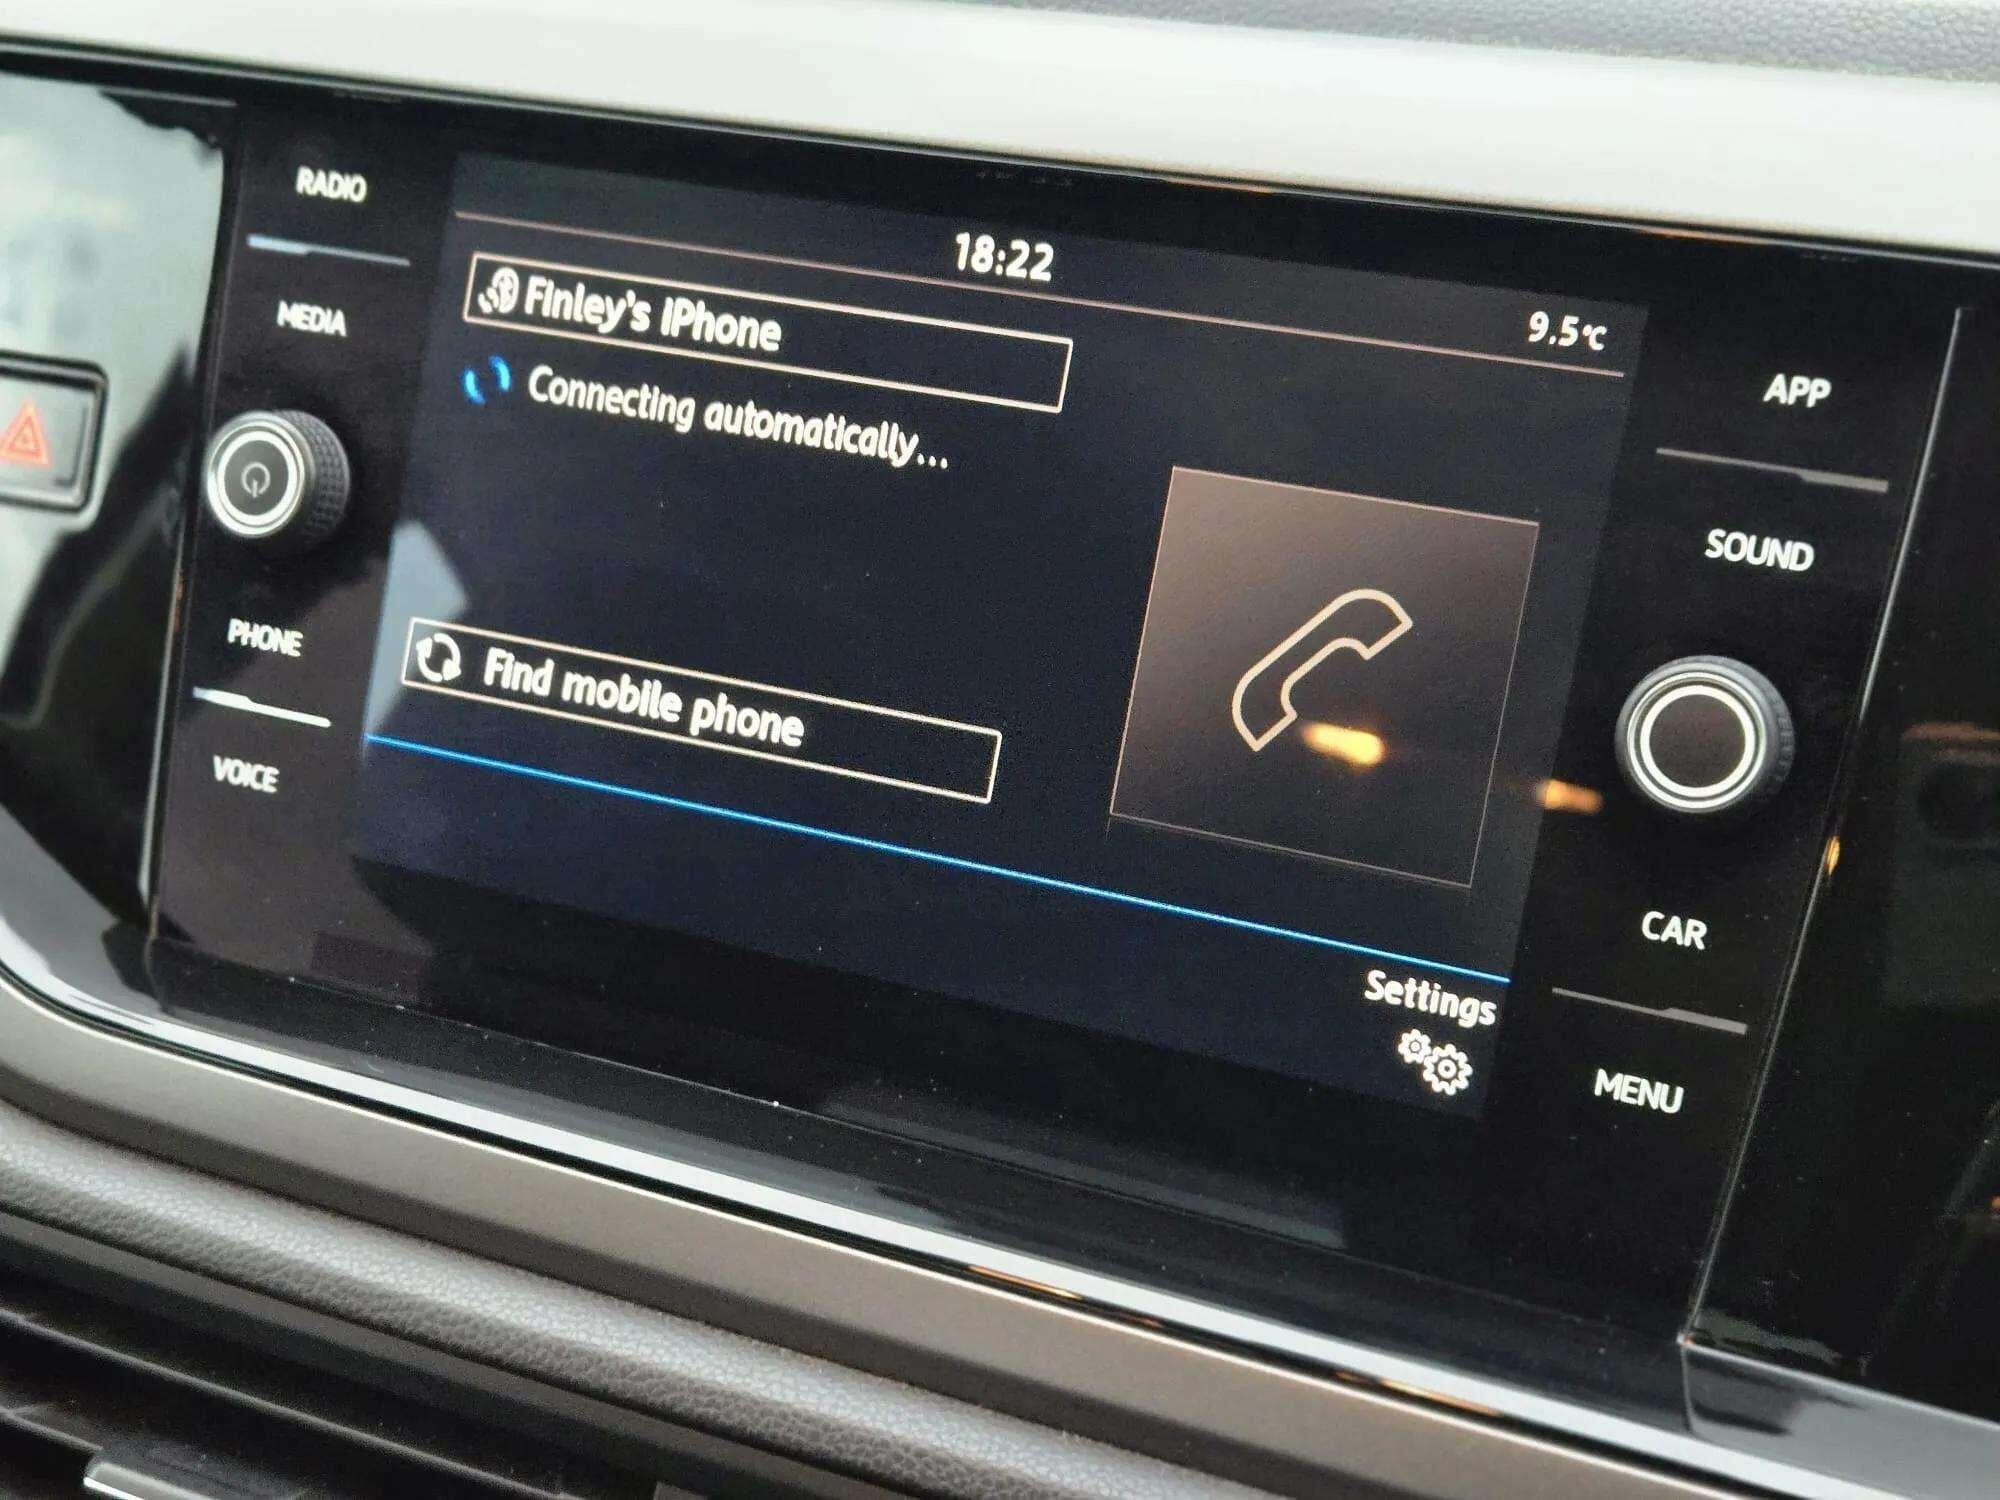 RADIO
MEDIA
PHONE
VOICE
18:22
9.5°C
Finley's iPhone
Connecting automatically...
Find mobile phone
Settings
APP
SOUND
CAR
MENU